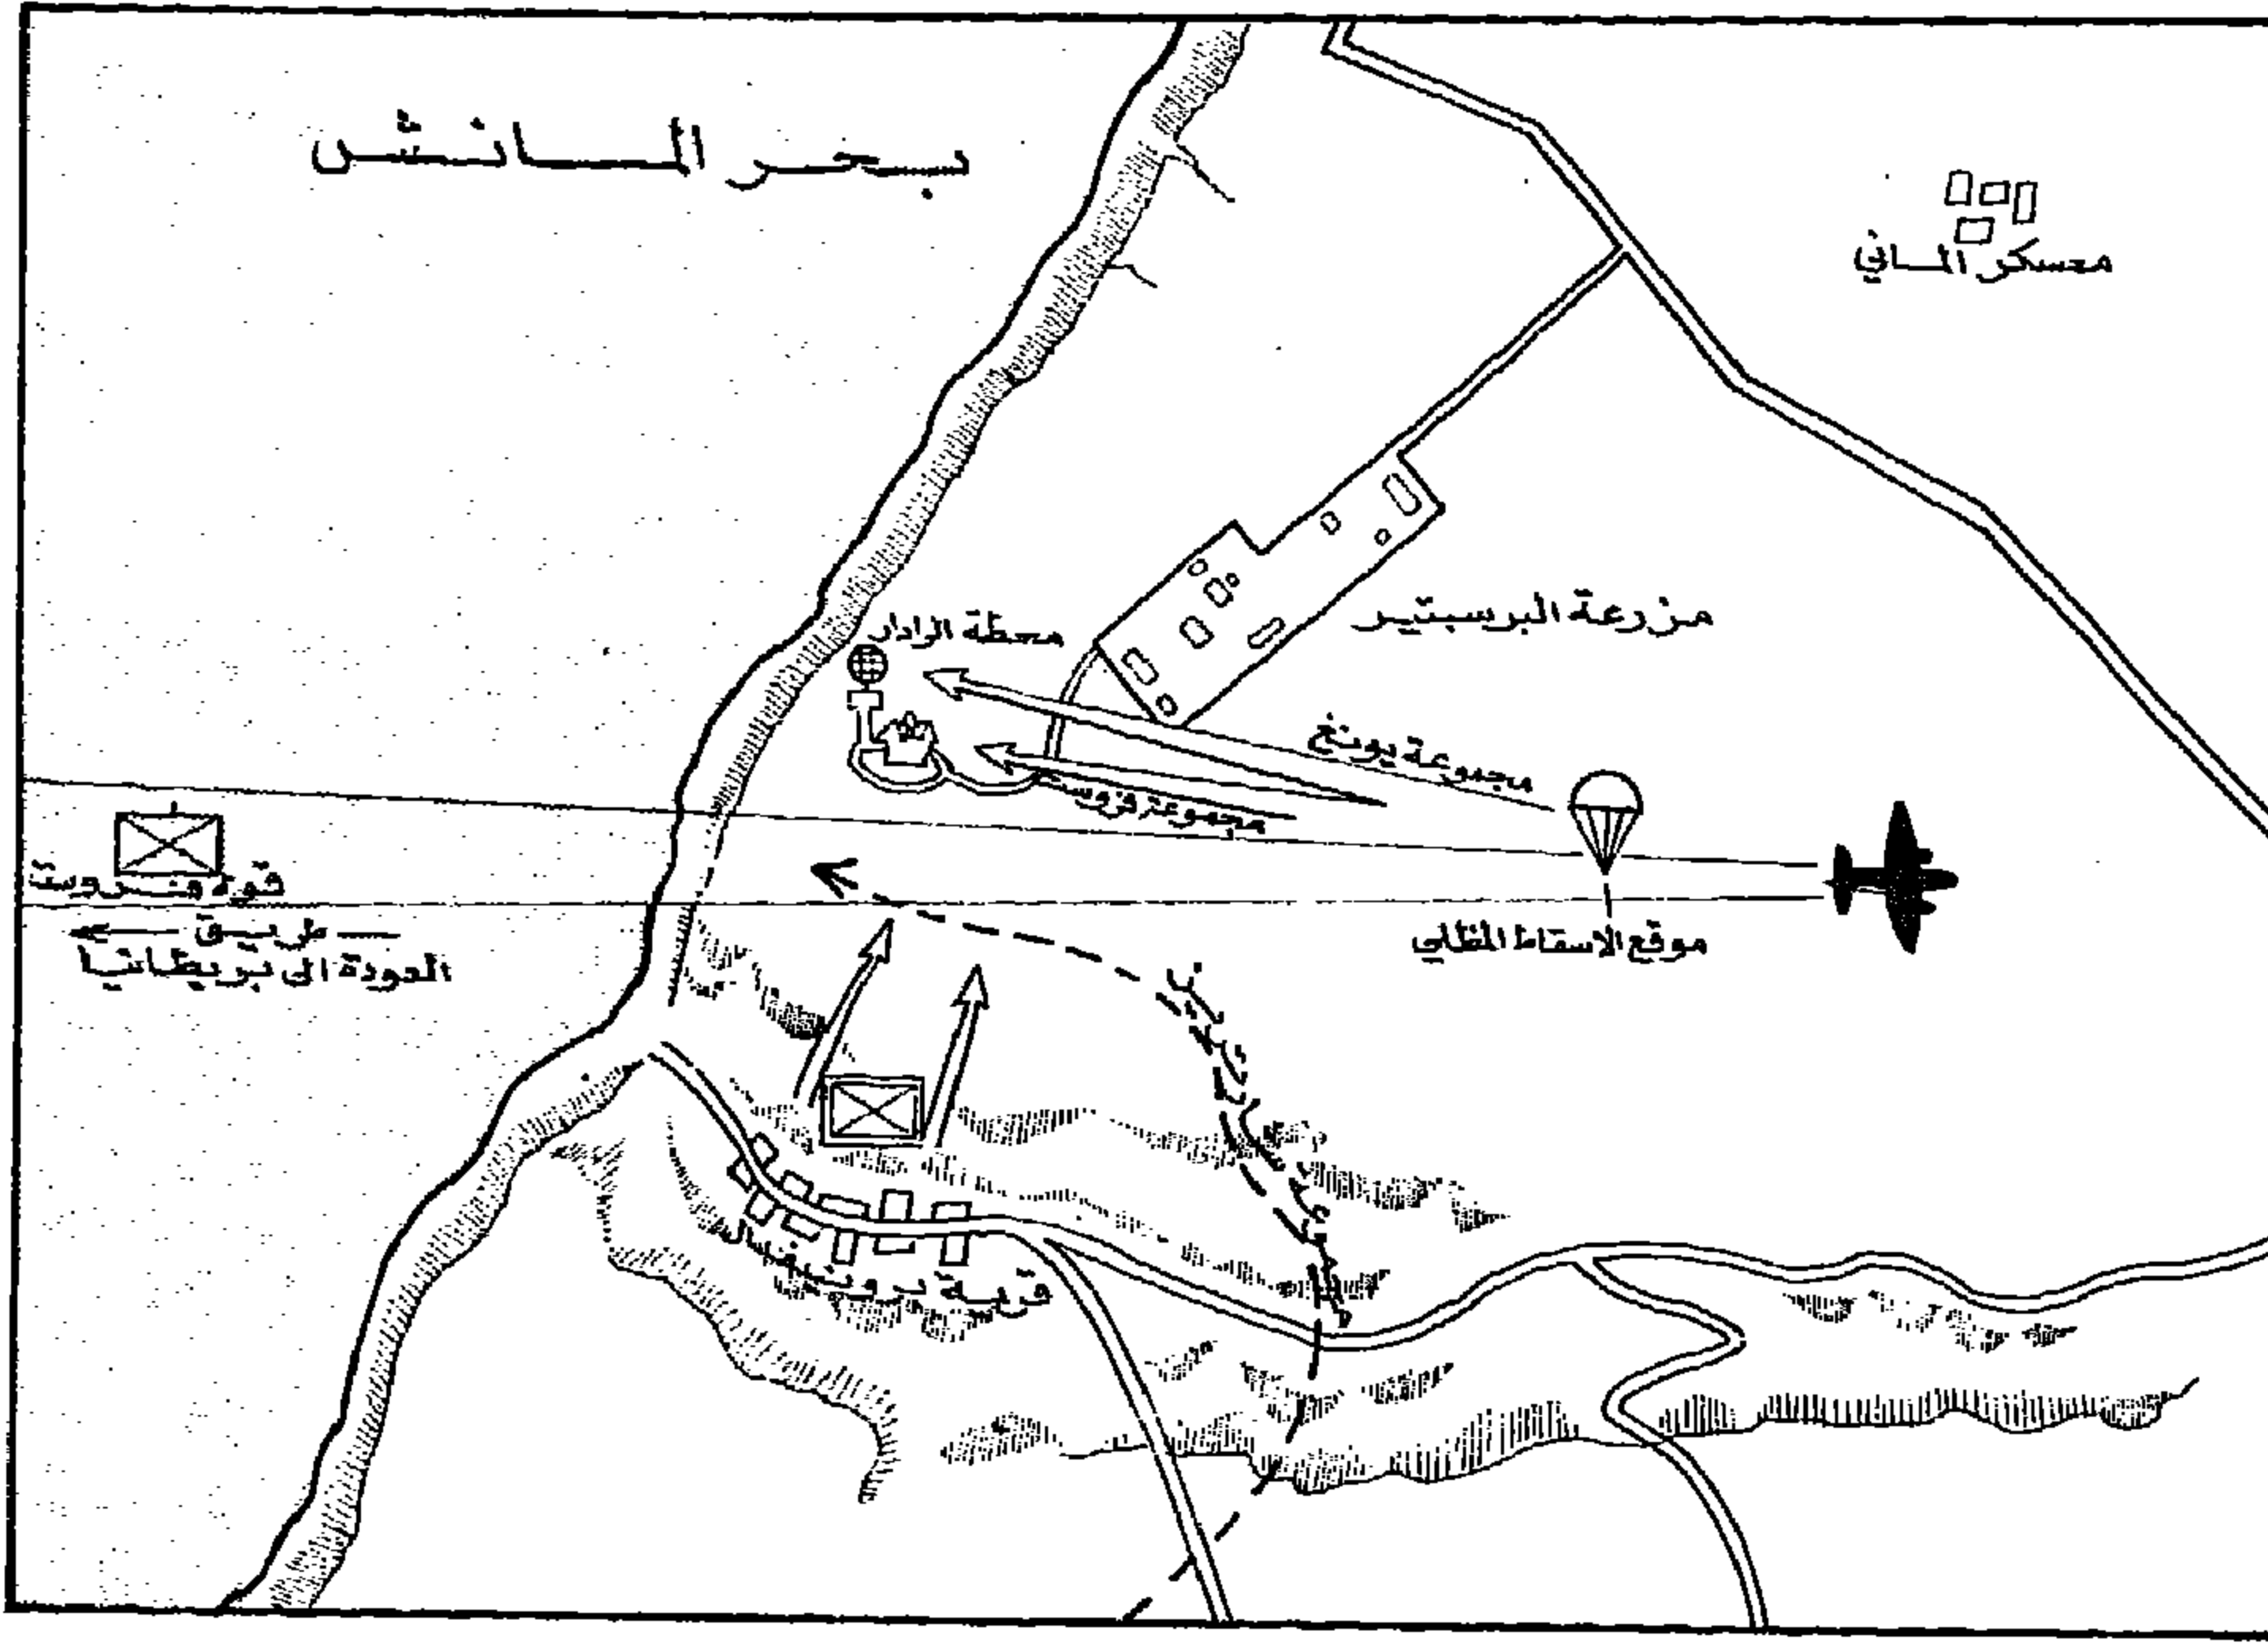 بحر المانش
معسكر الماني
مزرعة البرسبتير
محطة الرادار
مجموعة يونغ
مجموعة فروست
موقع الاسقاط المظلي
قوة فروست
طريق
العودة الى بريطانيا
قرية برونيفال